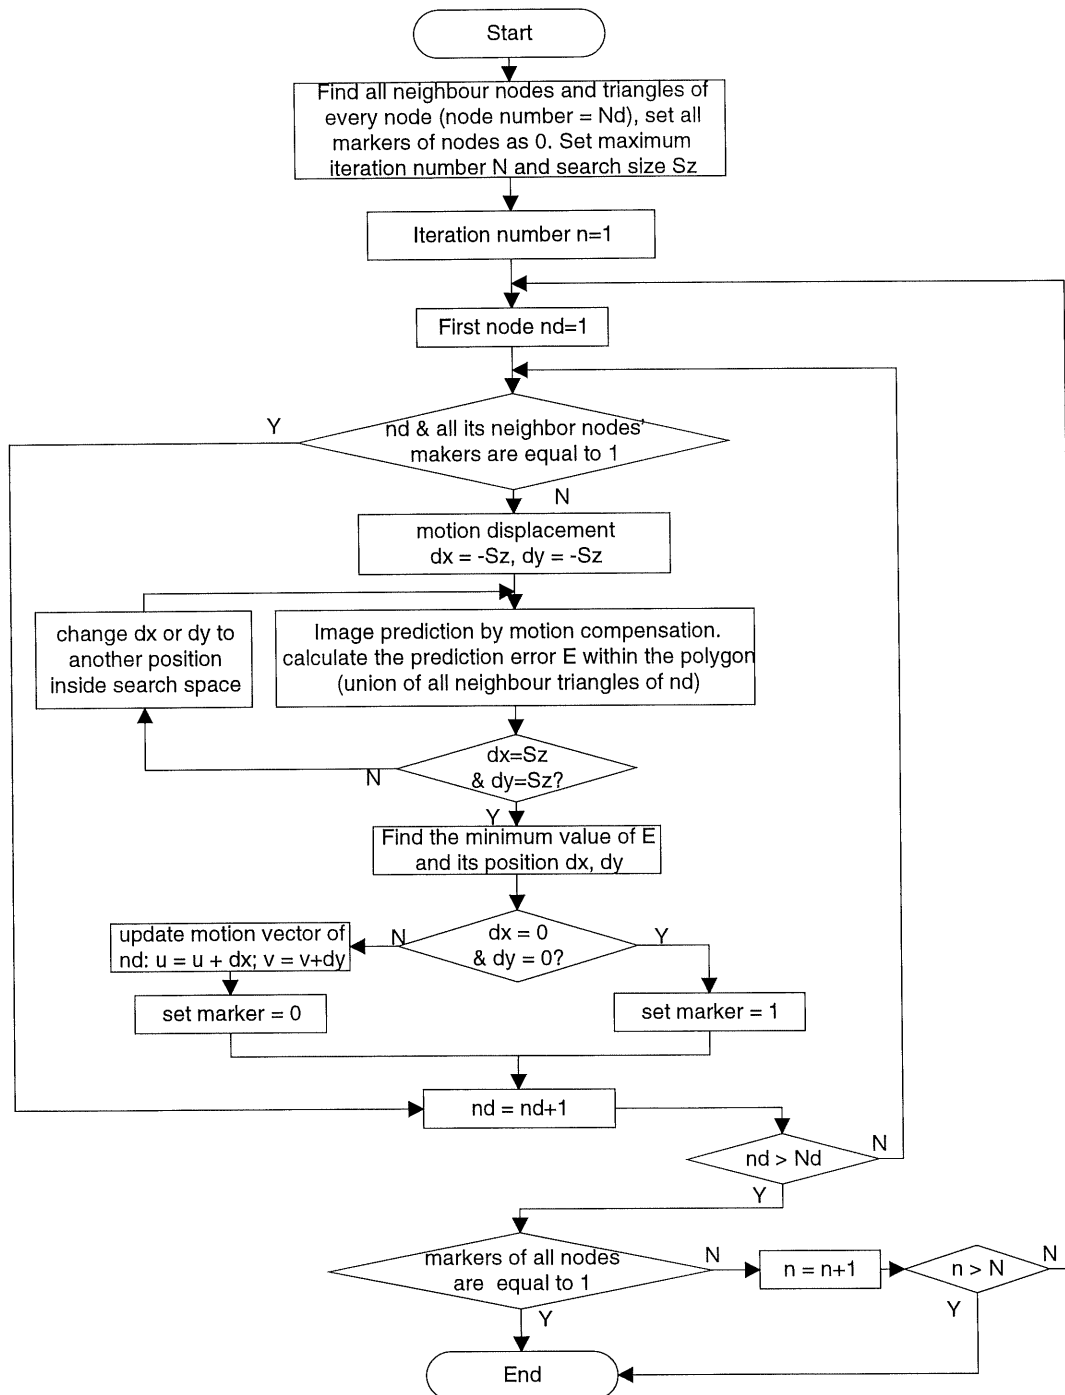 Start
Find all neighbour nodes and triangles of
every node (node number = Nd), set all
markers of nodes as 0. Set maximum
iteration number N and search size Sz
Iteration number n=1
First node nd=1
Y
nd & all its neighbor nodes'
makers are equal to 1
N
motion displacement
dx = -Sz, dy = -Sz
change dx or dy to
another position
inside search space
Image prediction by motion compensation.
calculate the prediction error E within the polygon
(union of all neighbour triangles of nd)
dx=Sz
& dy=Sz?
N
Y
Find the minimum value of E
and its position dx, dy
dx = 0
& dy = 0?
N
Y
update motion vector of
nd: u = u + dx; v = v+dy
set marker = 0
set marker = 1
nd = nd+1
nd > Nd
N
Y
markers of all nodes
are equal to 1
N
n = n+1
n > N
N
Y
Y
End